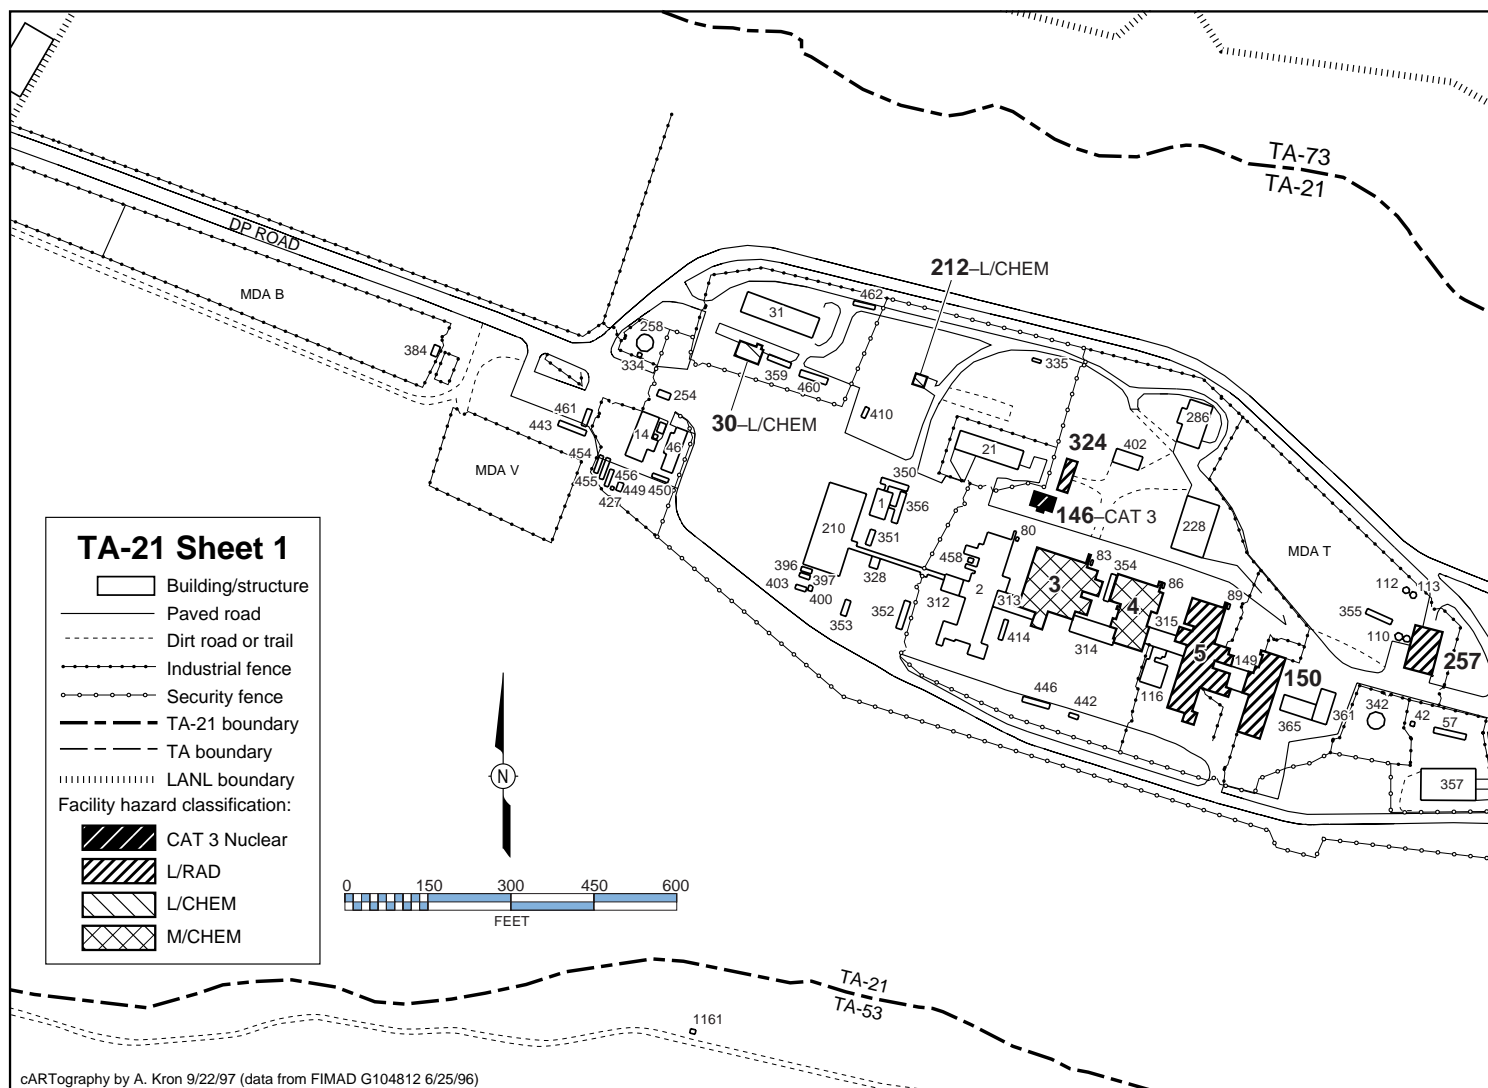 TA-73
TA-21
DP ROAD
MDA B
212–L/CHEM
462
31
258
384
334
335
359
460
254
30–L/CHEM
410
461
443
14
46
286
324
402
21
MDA V
454
455
456
449
450
427
350
356
1
146–CAT 3
210
228
351
80
458
MDA T
TA-21 Sheet 1
Building/structure
Paved road
Dirt road or trail
Industrial fence
Security fence
TA-21 boundary
TA boundary
LANL boundary
Facility hazard classification:
CAT 3 Nuclear
L/RAD
L/CHEM
M/CHEM
396
397
403
400
328
83
354
86
3
2
4
89
112
113
353
352
312
313
315
355
414
314
5
110
149
257
150
116
446
442
365
361
342
42
57
357
N
0 150 300 450 600
FEET
TA-21
TA-53
1161
cARTography by A. Kron 9/22/97 (data from FIMAD G104812 6/25/96)